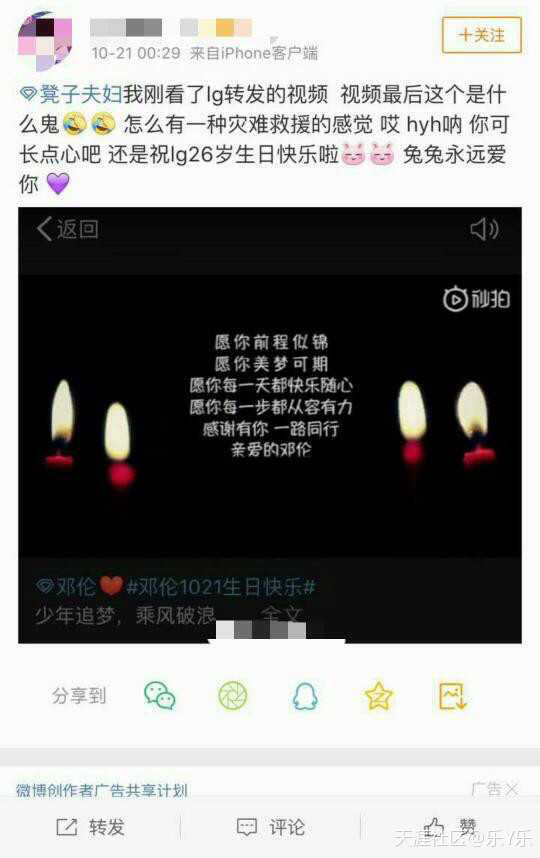 +关注
10-21 00:29 来自iPhone客户端
凳子夫妇我刚看了lg转发的视频 视频最后这个是什
么鬼 怎么有一种灾难救援的感觉 哎 hyh呐 你可
长点心吧 还是祝lg26岁生日快乐啦 兔兔永远爱
你
返回
秒拍
愿你前程似锦
愿你美梦可期
愿你每一天都快乐随心
愿你每一步都从容有力
感谢有你 一路同行
亲爱的邓伦
邓伦 #邓伦1021生日快乐#
少年追梦，乘风破浪 全文
分享到
微博创作者广告共享计划 广告
转发 评论 赞
天涯社区@乐丫乐